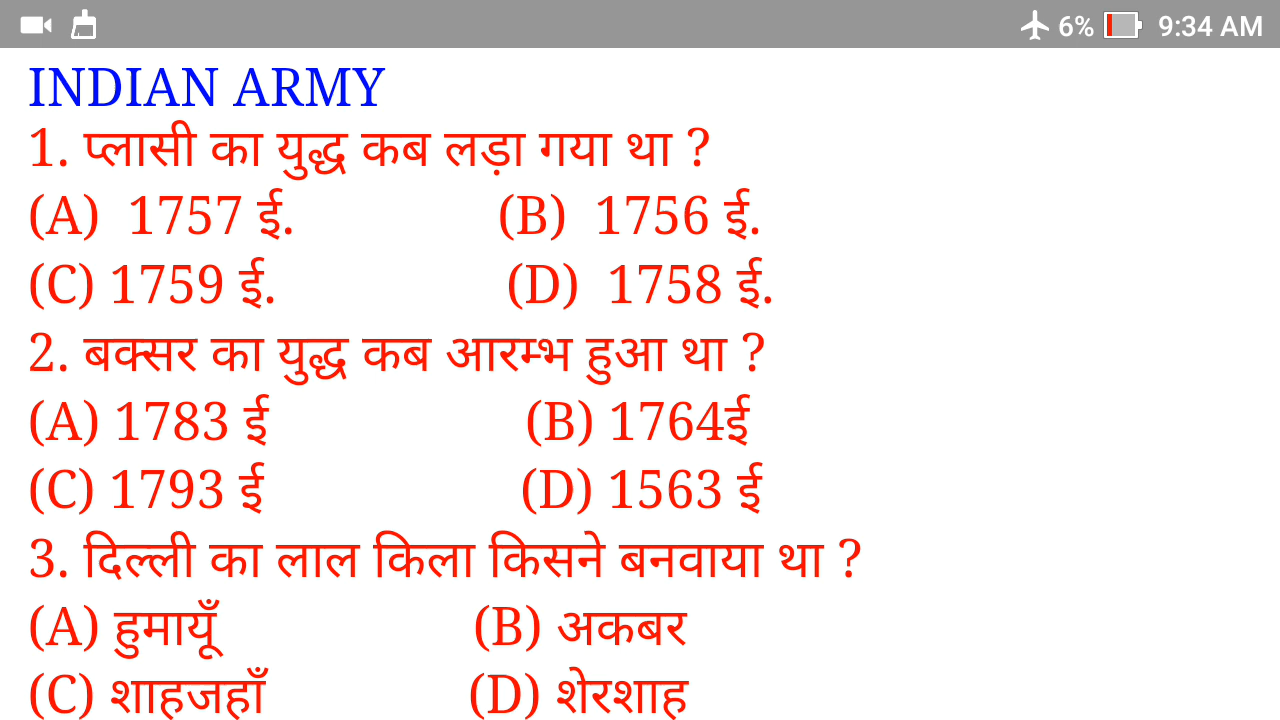 6% 9:34 AM
INDIAN ARMY
1. प्लासी का युद्ध कब लड़ा गया था ?
(A) 1757 ई. (B) 1756 ई.
(C) 1759 ई. (D) 1758 ई.
2. बक्सर का युद्ध कब आरम्भ हुआ था ?
(A) 1783 ई (B) 1764ई
(C) 1793 ई (D) 1563 ई
3. दिल्ली का लाल किला किसने बनवाया था ?
(A) हुमायूँ (B) अकबर
(C) शाहजहाँ (D) शेरशाह